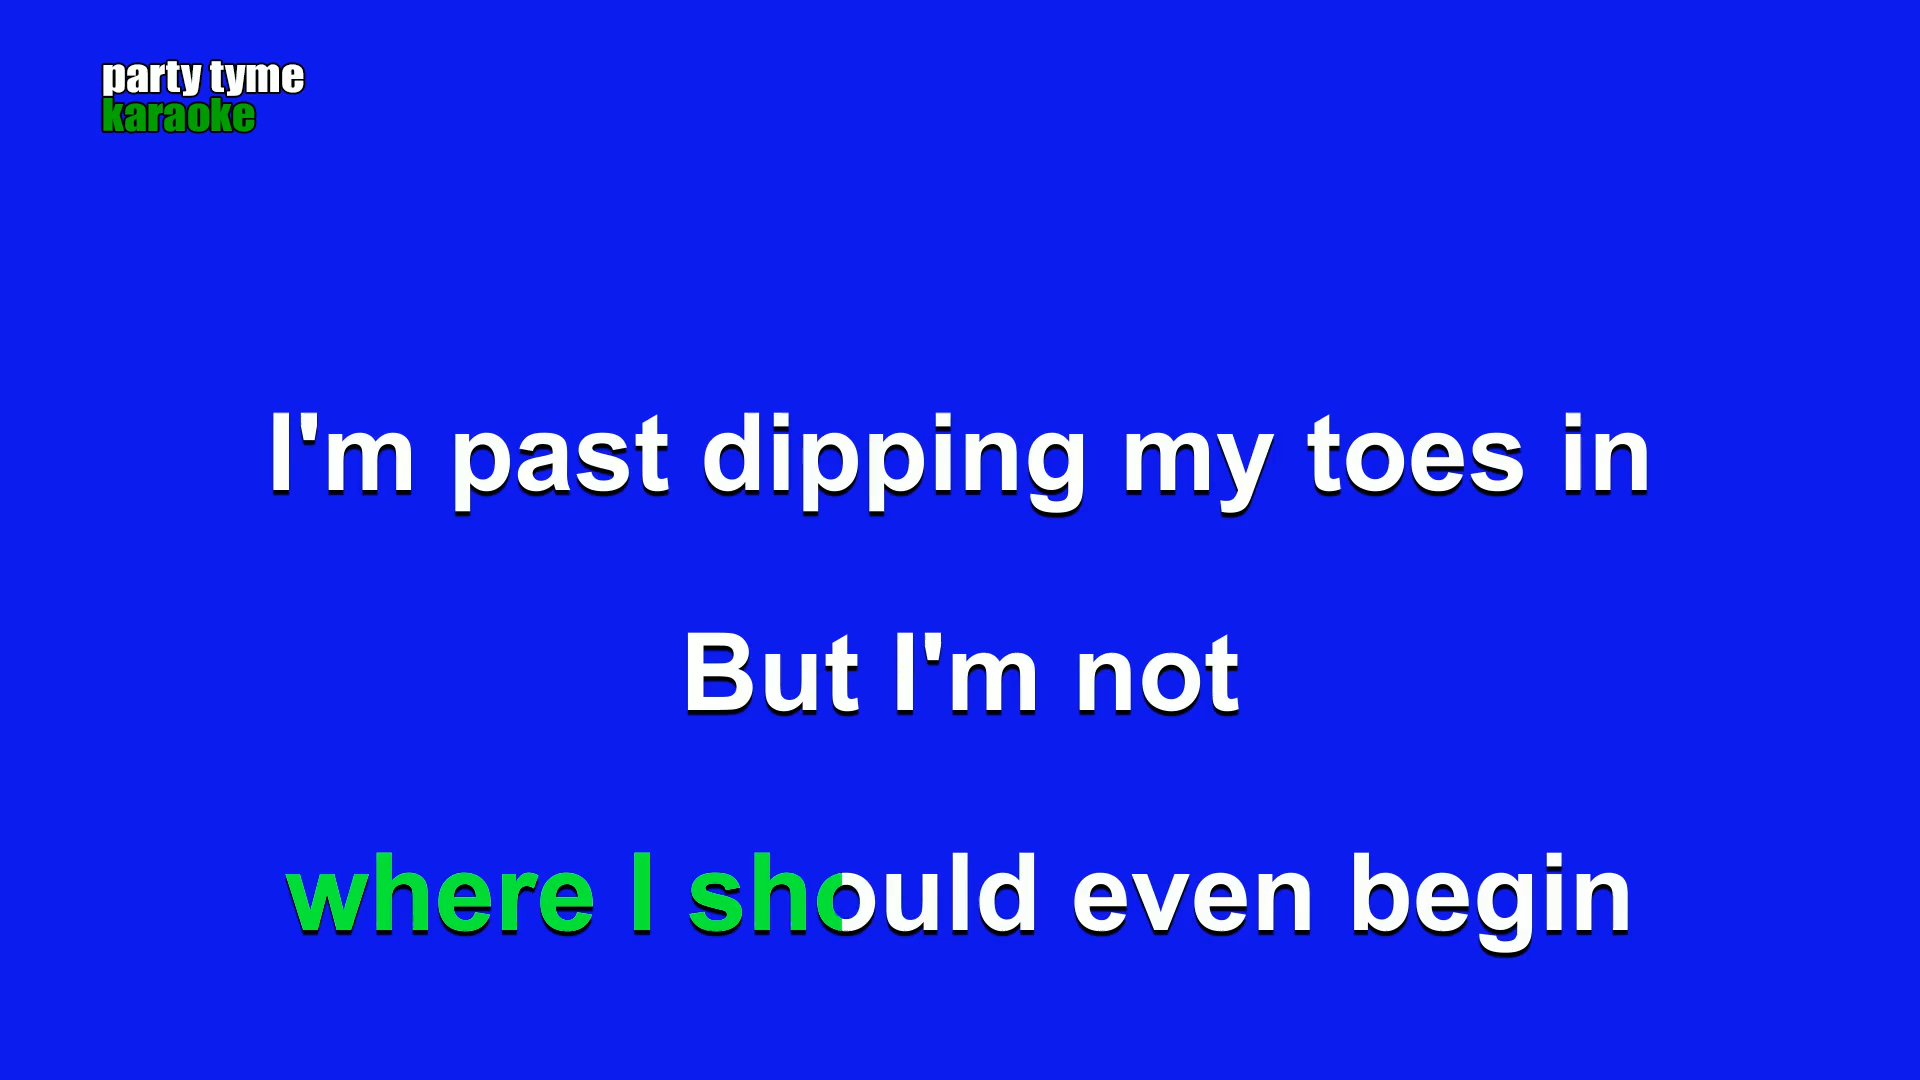 party tyme
karaoke
I'm past dipping my toes in
But I'm not
where I should even begin